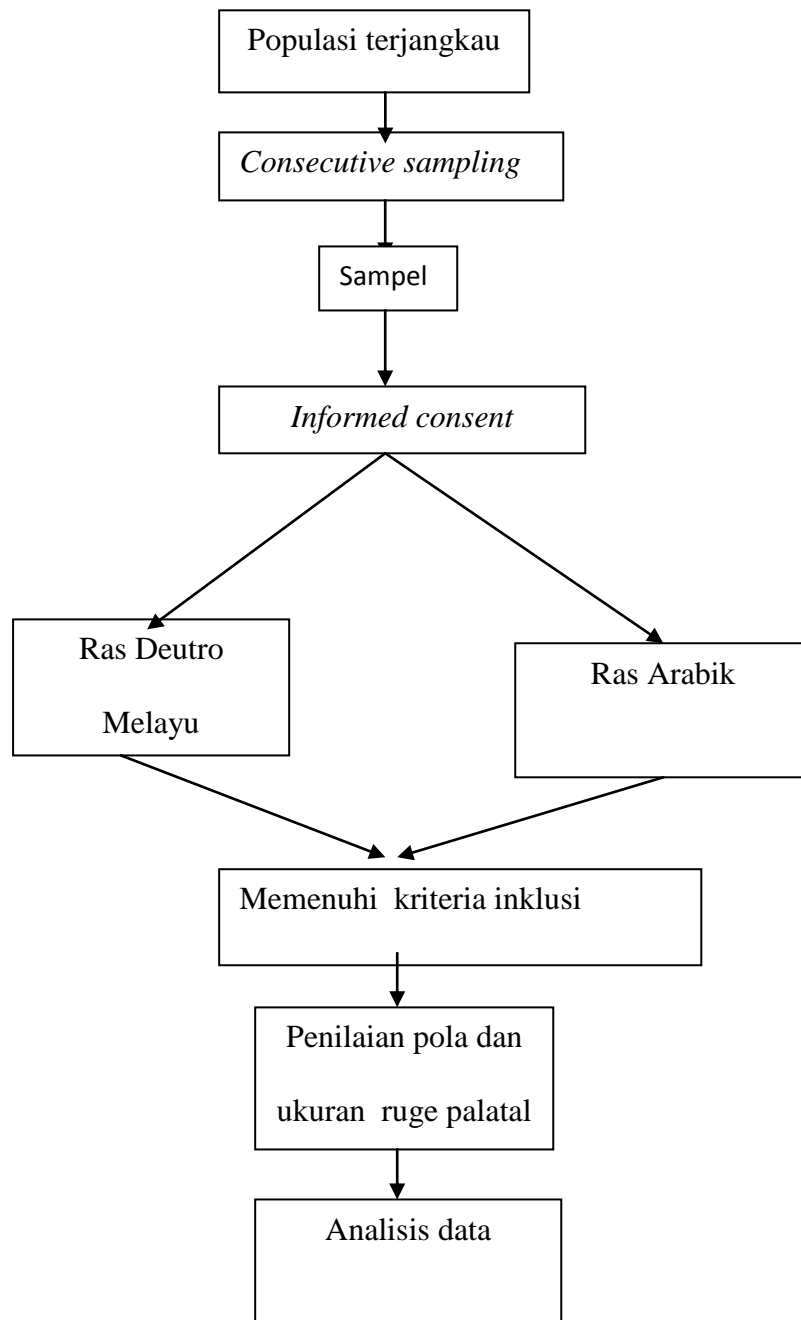 Populasi terjangkau
Consecutive sampling
Sampel
Informed consent
Ras Deutro
Melayu
Ras Arabik
Memenuhi  kriteria inklusi
Penilaian pola dan
ukuran  ruge palatal
Analisis data